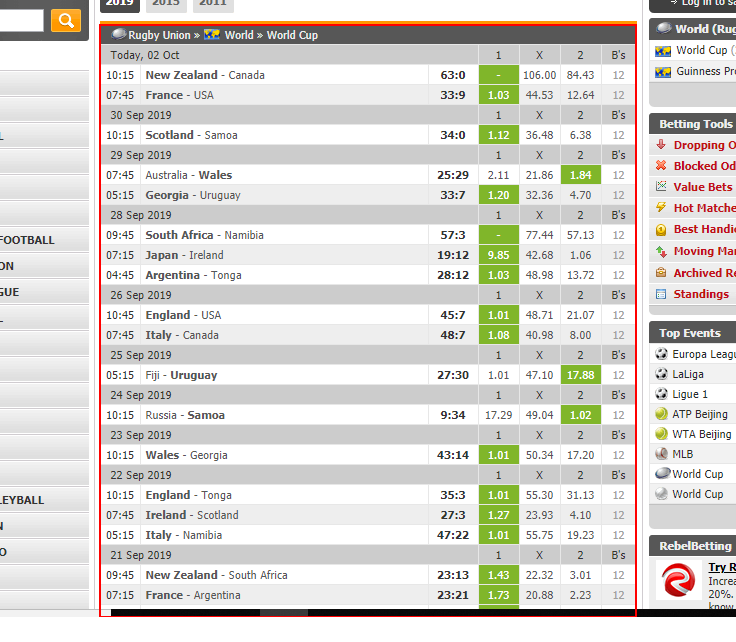 2019 2015 2011
Rugby Union » World » World Cup
Today, 02 Oct 1 X 2 B's
10:15 New Zealand - Canada 63:0 - 106.00 84.43 12
07:45 France - USA 33:9 1.03 44.53 12.64 12
30 Sep 2019 1 X 2 B's
10:15 Scotland - Samoa 34:0 1.12 36.48 6.38 12
29 Sep 2019 1 X 2 B's
07:45 Australia - Wales 25:29 2.11 21.86 1.84 12
05:15 Georgia - Uruguay 33:7 1.20 32.36 4.70 12
28 Sep 2019 1 X 2 B's
09:45 South Africa - Namibia 57:3 - 77.44 57.13 12
07:15 Japan - Ireland 19:12 9.85 42.68 1.06 12
04:45 Argentina - Tonga 28:12 1.03 48.98 13.72 12
26 Sep 2019 1 X 2 B's
10:45 England - USA 45:7 1.01 48.71 21.07 12
07:45 Italy - Canada 48:7 1.08 40.98 8.00 12
25 Sep 2019 1 X 2 B's
05:15 Fiji - Uruguay 27:30 1.01 47.10 17.88 12
24 Sep 2019 1 X 2 B's
10:15 Russia - Samoa 9:34 17.29 49.04 1.02 12
23 Sep 2019 1 X 2 B's
10:15 Wales - Georgia 43:14 1.01 50.34 17.20 12
22 Sep 2019 1 X 2 B's
10:15 England - Tonga 35:3 1.01 55.30 31.13 12
07:45 Ireland - Scotland 27:3 1.27 23.93 4.10 12
05:15 Italy - Namibia 47:22 1.01 55.75 19.23 12
21 Sep 2019 1 X 2 B's
09:45 New Zealand - South Africa 23:13 1.43 22.32 3.01 12
07:15 France - Argentina 23:21 1.73 20.88 2.23 12
FOOTBALL
ON
GUE
LEYBALL
N
O
→ Log in to sa
World (Rug
World Cup (
Guinness Pro
Betting Tools
Dropping O
Blocked Od
Value Bets
Hot Matche
Best Handic
Moving Mar
Archived Re
Standings
Top Events
Europa Leagu
LaLiga
Ligue 1
ATP Beijing
WTA Beijing
MLB
World Cup
World Cup
RebelBetting
Try R
Increa
20%.
know